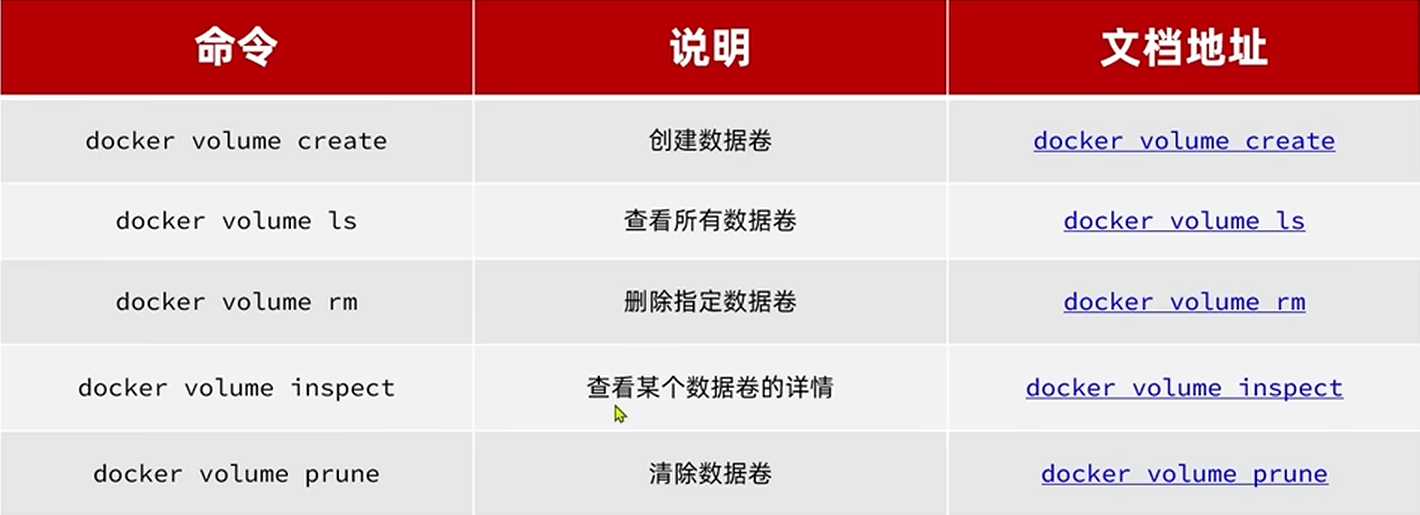 命令 说明 文档地址
docker volume create 创建数据卷 docker volume create
docker volume ls 查看所有数据卷 docker volume ls
docker volume rm 删除指定数据卷 docker volume rm
docker volume inspect 查看某个数据卷的详情 docker volume inspect
docker volume prune 清除数据卷 docker volume prune